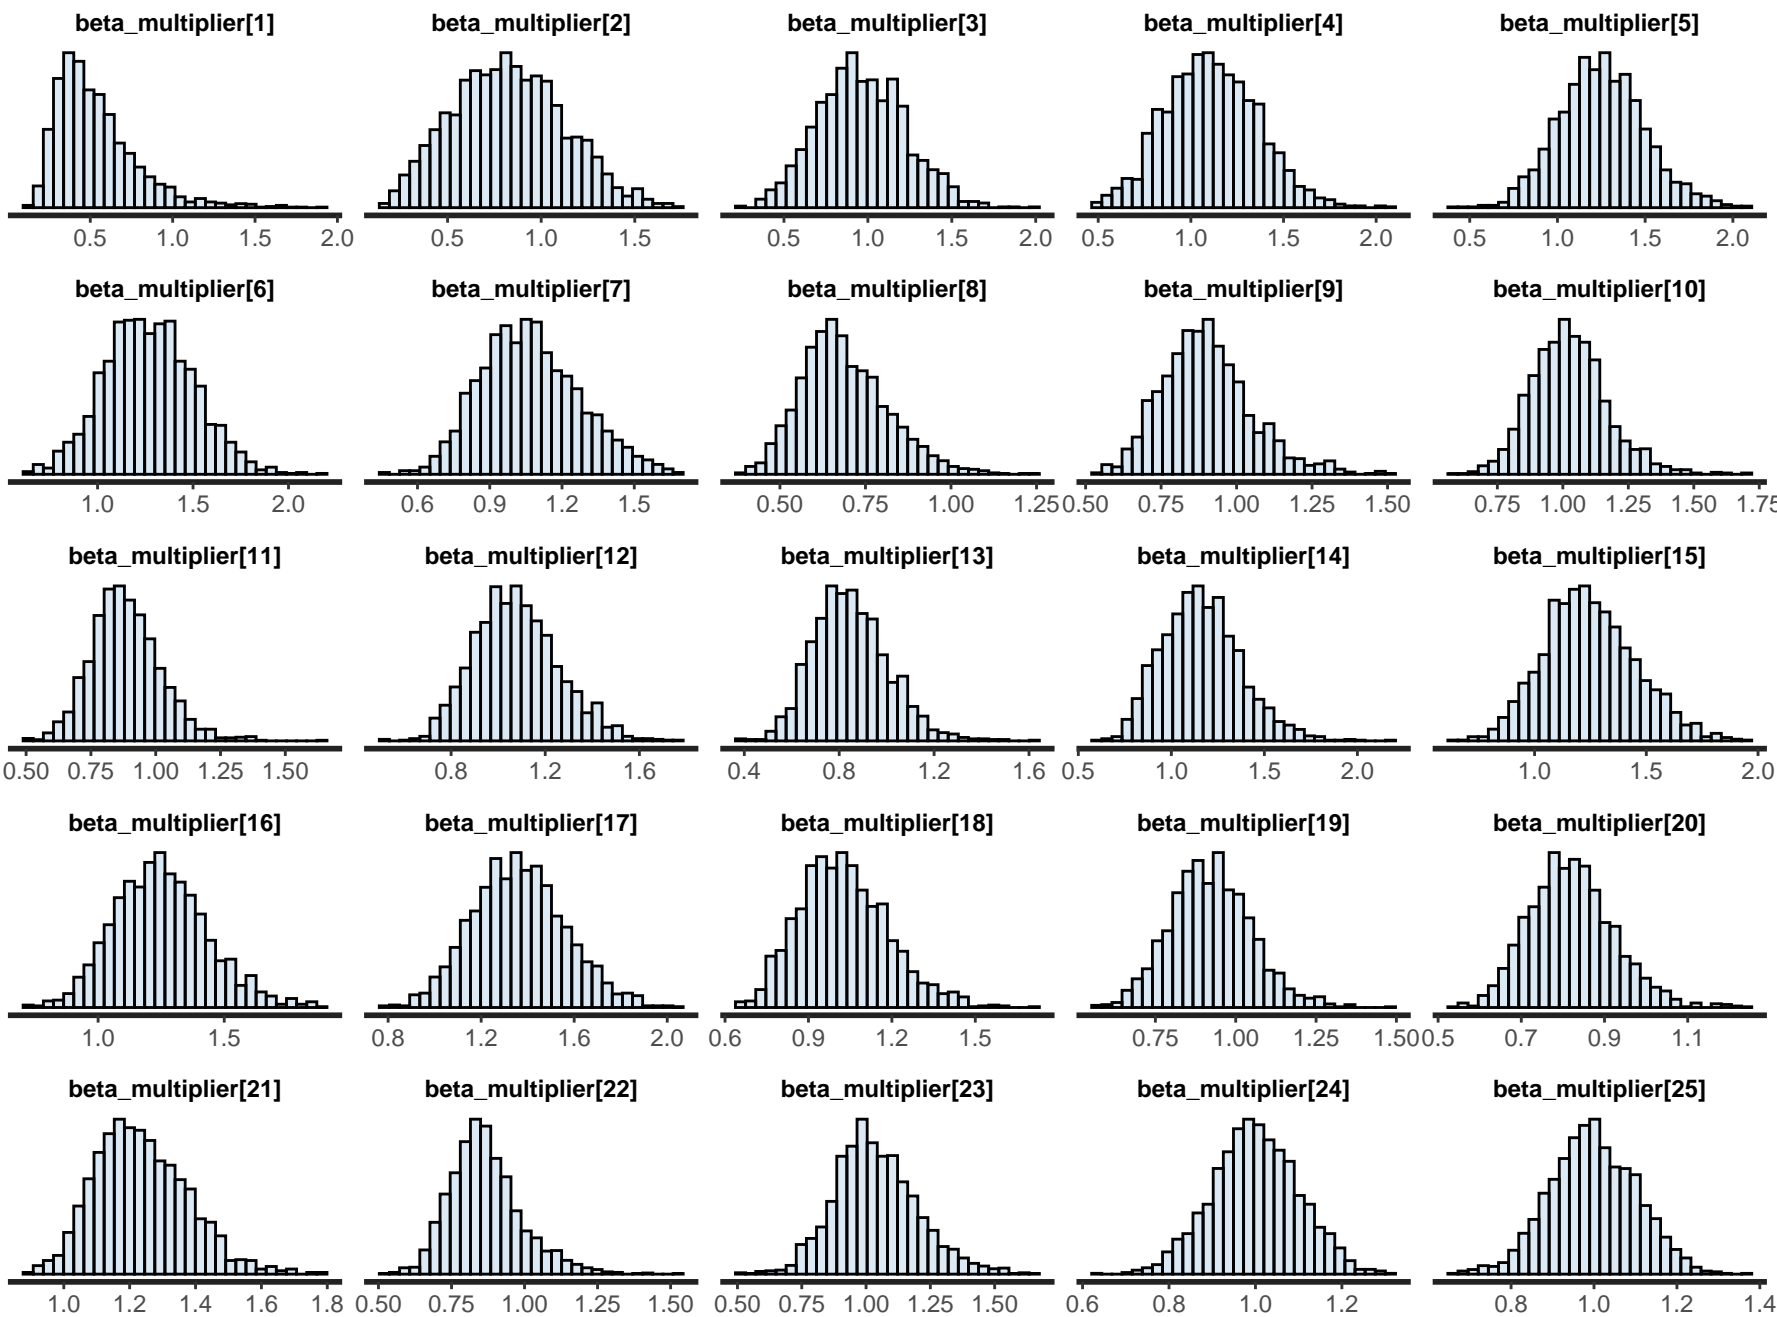 beta_multiplier[1] beta_multiplier[2] beta_multiplier[3] beta_multiplier[4] beta_multiplier[5]
0.5 1.0 1.5 2.0 0.5 1.0 1.5 0.5 1.0 1.5 2.0 0.5 1.0 1.5 2.0 0.5 1.0 1.5 2.0
beta_multiplier[6] beta_multiplier[7] beta_multiplier[8] beta_multiplier[9] beta_multiplier[10]
1.0 1.5 2.0 0.6 0.9 1.2 1.5 0.50 0.75 1.00 1.25 0.50 0.75 1.00 1.25 1.50 0.75 1.00 1.25 1.50 1.75
beta_multiplier[11] beta_multiplier[12] beta_multiplier[13] beta_multiplier[14] beta_multiplier[15]
0.50 0.75 1.00 1.25 1.50 0.8 1.2 1.6 0.4 0.8 1.2 1.6 0.5 1.0 1.5 2.0 1.0 1.5 2.0
beta_multiplier[16] beta_multiplier[17] beta_multiplier[18] beta_multiplier[19] beta_multiplier[20]
1.0 1.5 0.8 1.2 1.6 2.0 0.6 0.9 1.2 1.5 0.75 1.00 1.25 1.50 0.5 0.7 0.9 1.1
beta_multiplier[21] beta_multiplier[22] beta_multiplier[23] beta_multiplier[24] beta_multiplier[25]
1.0 1.2 1.4 1.6 1.8 0.50 0.75 1.00 1.25 1.50 0.50 0.75 1.00 1.25 1.50 0.6 0.8 1.0 1.2 0.8 1.0 1.2 1.4